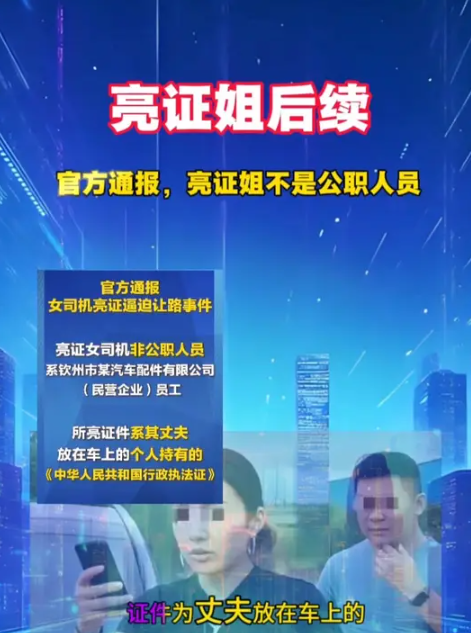 亮证姐后续
官方通报，亮证姐不是公职人员
官方通报
女司机亮证逼迫让路事件
亮证女司机非公职人员
系钦州市某汽车配件有限公司
（民营企业）员工
所亮证件系其丈夫
放在车上的个人持有的
《中华人民共和国行政执法证》
证件为丈夫放在车上的